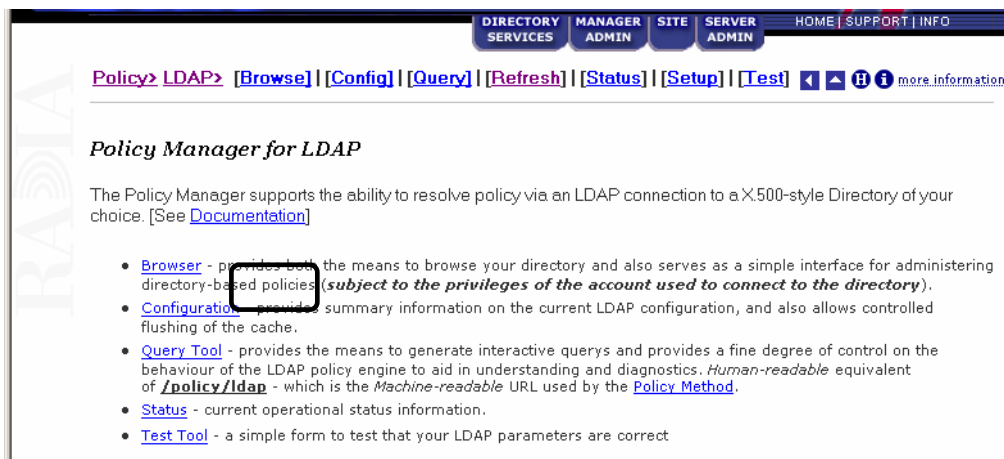 DIRECTORY SERVICES MANAGER ADMIN SITE SERVER ADMIN HOME | SUPPORT | INFO
Policy> LDAP> [Browse] | [Config] | [Query] | [Refresh] | [Status] | [Setup] | [Test] H i more information
RADIA
Policy Manager for LDAP
The Policy Manager supports the ability to resolve policy via an LDAP connection to a X.500-style Directory of your
choice. [See Documentation]
• Browser - provides both the means to browse your directory and also serves as a simple interface for administering
directory-based policies (subject to the privileges of the account used to connect to the directory).
• Configuration - provides summary information on the current LDAP configuration, and also allows controlled
flushing of the cache.
• Query Tool - provides the means to generate interactive querys and provides a fine degree of control on the
behaviour of the LDAP policy engine to aid in understanding and diagnostics. Human-readable equivalent
of /policy/ldap - which is the Machine-readable URL used by the Policy Method.
• Status - current operational status information.
• Test Tool - a simple form to test that your LDAP parameters are correct